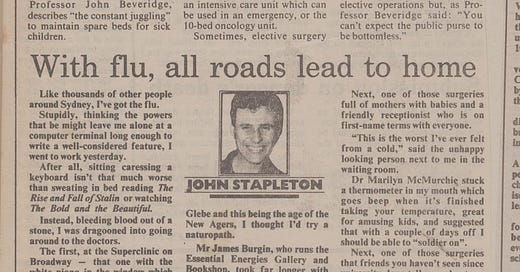 Professor John Beveridge,
describes "the constant juggling"
to maintain spare beds for sick
children.
an intensive care unit which can
be used in an emergency, or the
10-bed oncology unit.
Sometimes, elective surgery
elective operations but, as Pro-
fessor Beveridge said: "You
can't expect the public purse to
be bottomless."
With flu, all roads lead to home
Like thousands of other people
around Sydney, I've got the flu.
Stupidly, thinking the powers
that be might leave me alone at a
computer terminal long enough to
write a well-considered feature, I
went to work yesterday.
After all, sitting caressing a
keyboard isn't that much worse
than sweating in bed reading The
Rise and Fall of Stalin or watching
The Bold and the Beautiful.
Instead, bleeding blood out of a
stone, I was dragooned into going
around to the doctors.
The first, at the Superclinic on
Broadway — that one with the
JOHN STAPLETON
Glebe and this being the age of the
New Agers, I thought I'd try a
naturopath.
Mr James Burgin, who runs the
Essential Energies Gallery and
Bookshop, took far longer with
Next, one of those surgeries
full of mothers with babies and a
friendly receptionist who is on
first-name terms with everyone.
"This is the worst I've ever felt
from a cold," said the unhappy
looking person next to me in the
waiting room.
Dr Marilyn McMurchie stuck
a thermometer in my mouth which
goes beep when it's finished
taking your temperature, great
for amusing kids, and suggested
that with a couple of days off I
should be able to "soldier on".
Next, one of those surgeries
that friends you haven't seen since